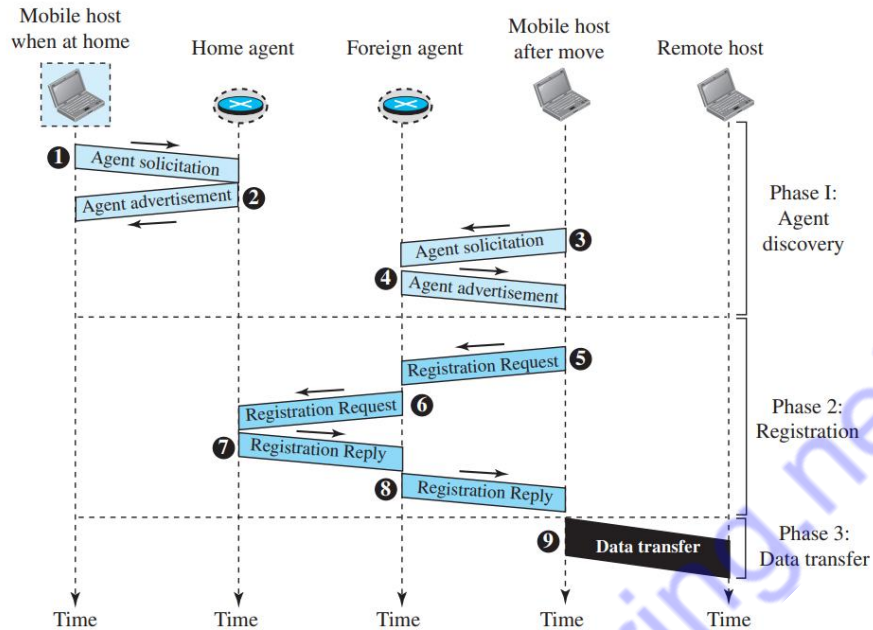 Mobile host
when at home
Home agent
Foreign agent
Mobile host
after move
Remote host
1
Agent solicitation
Agent advertisement
2
Agent solicitation
3
4
Agent advertisement
Phase I:
Agent
discovery
Registration Request
5
Registration Request
6
7
Registration Reply
8
Registration Reply
Phase 2:
Registration
9
Data transfer
Phase 3:
Data transfer
Time
Time
Time
Time
Time
ring.ne